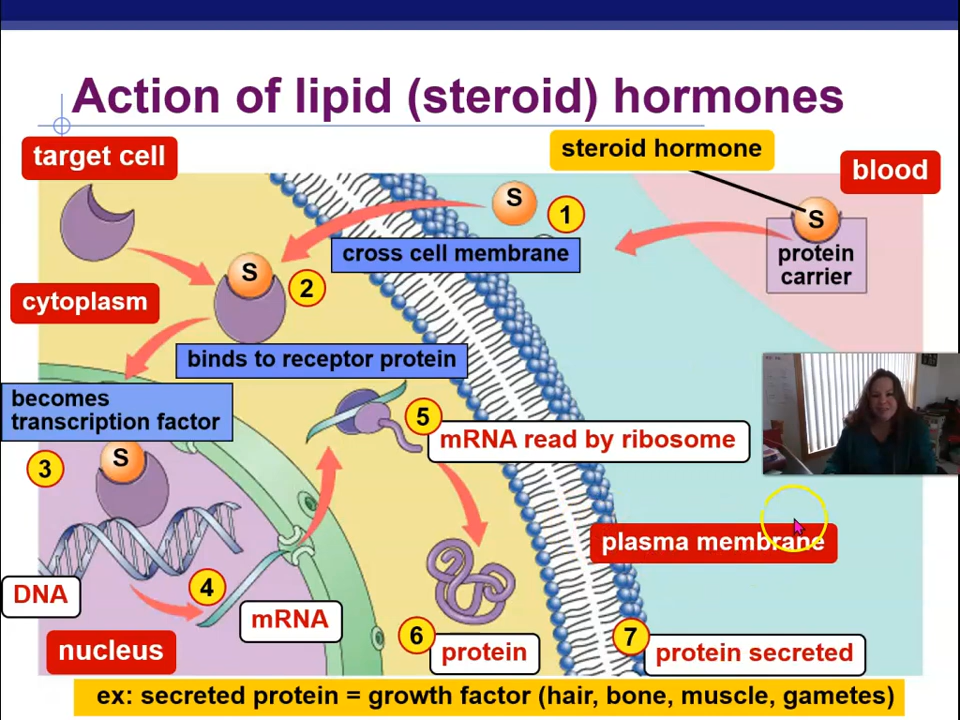 Action of lipid (steroid) hormones
target cell
steroid hormone
blood
S
1
S
cross cell membrane
protein
carrier
S
2
cytoplasm
binds to receptor protein
becomes
transcription factor
5
mRNA read by ribosome
3
S
plasma membrane
4
DNA
mRNA
6
protein
7
protein secreted
nucleus
ex: secreted protein = growth factor (hair, bone, muscle, gametes)